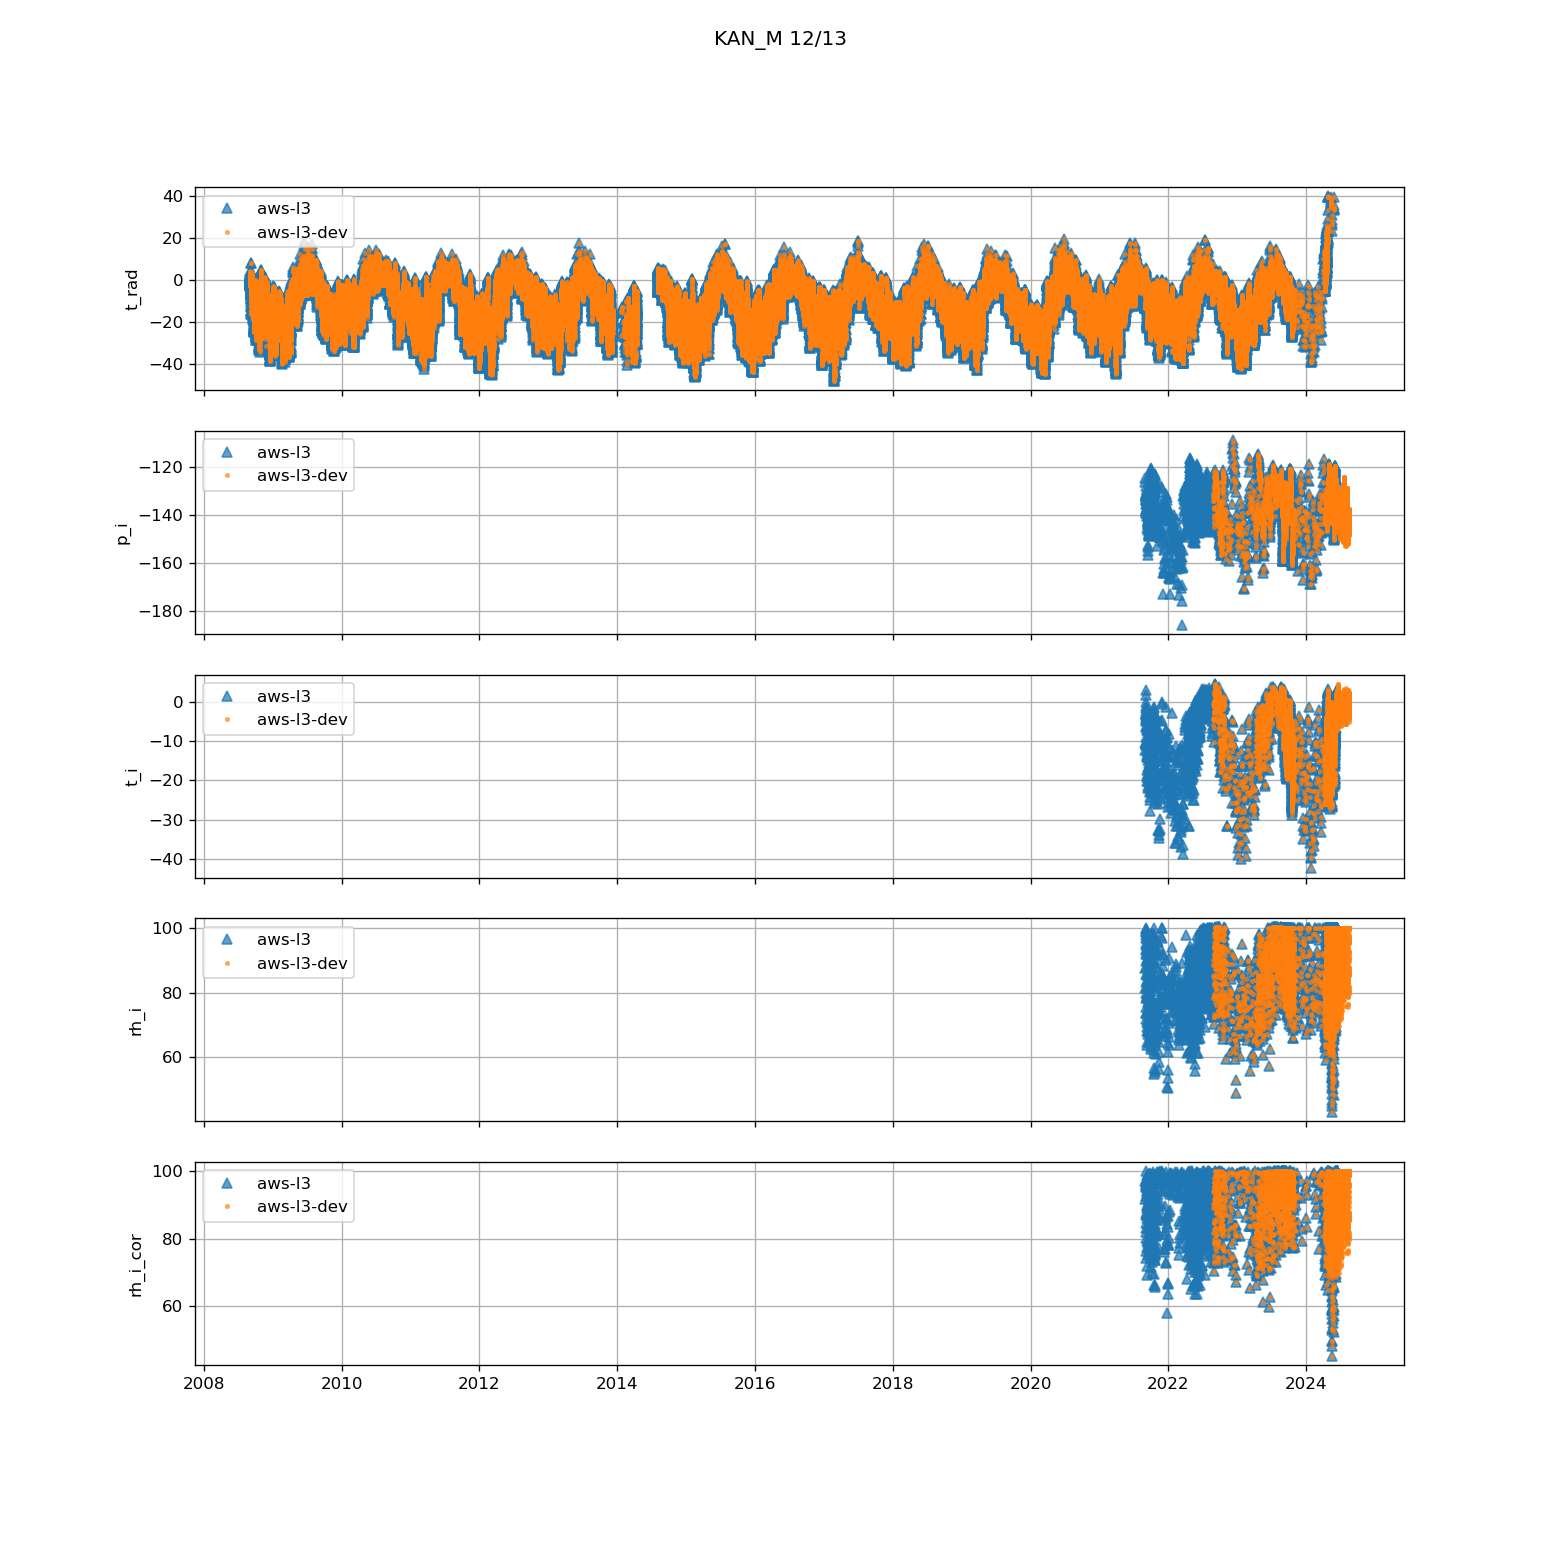 KAN_M 12/13
40
20
0
−20
−40
t_rad
aws-l3
aws-l3-dev
−120
−140
−160
−180
p_i
aws-l3
aws-l3-dev
0
−10
−20
−30
−40
t_i
aws-l3
aws-l3-dev
100
80
60
rh_i
aws-l3
aws-l3-dev
100
80
60
rh_i_cor
aws-l3
aws-l3-dev
2008 2010 2012 2014 2016 2018 2020 2022 2024